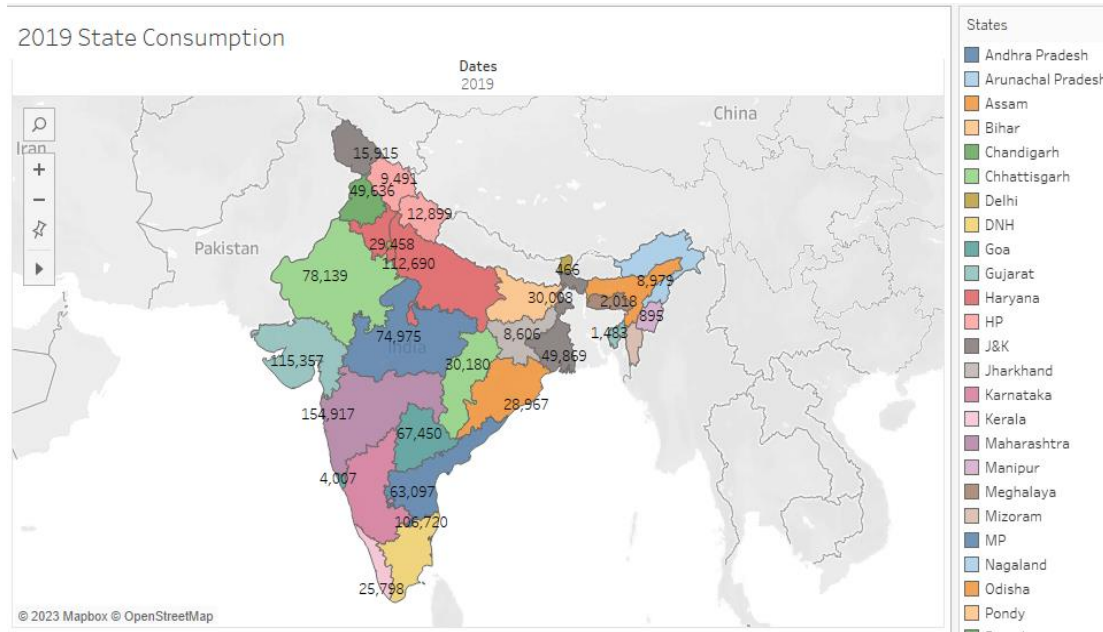 2019 State Consumption
Dates
2019
States
Andhra Pradesh
Arunachal Pradesh
Assam
Bihar
Chandigarh
Chhattisgarh
Delhi
DNH
Goa
Gujarat
Haryana
HP
J&K
Jharkhand
Karnataka
Kerala
Maharashtra
Manipur
Meghalaya
Mizoram
MP
Nagaland
Odisha
Pondy
China
Iran
Pakistan
India
15,915
9,491
49,636
12,899
29,458
112,690
78,139
466
8,979
30,008
2,018
895
74,975
8,606
1,483
115,357
30,180
49,869
154,917
28,967
67,450
4,007
63,097
106,720
25,798
© 2023 Mapbox © OpenStreetMap